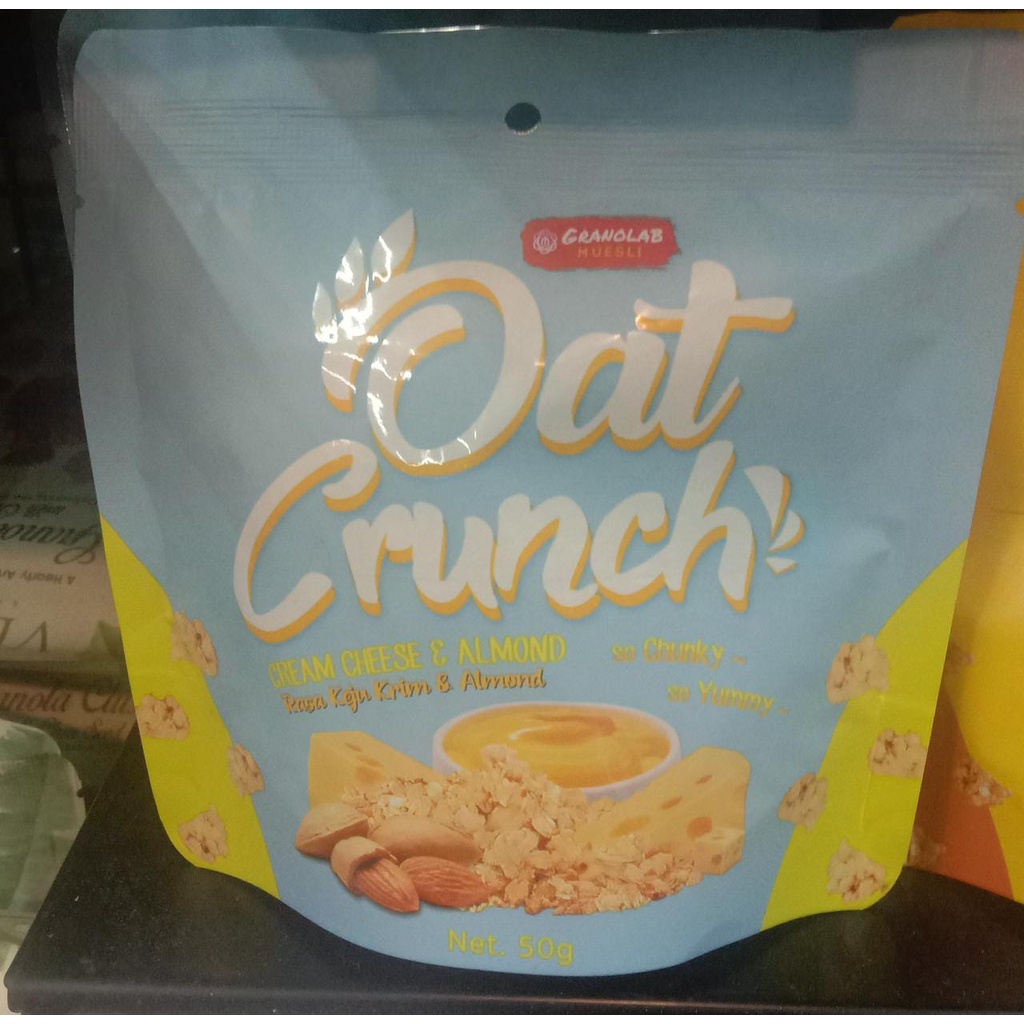 GRANOLAB
MUESLI
Oat
Crunch
CREAM CHEESE & ALMOND
Rasa Keju Krim & Almond
so Chunky ~
so Yummy ~
Net. 50g